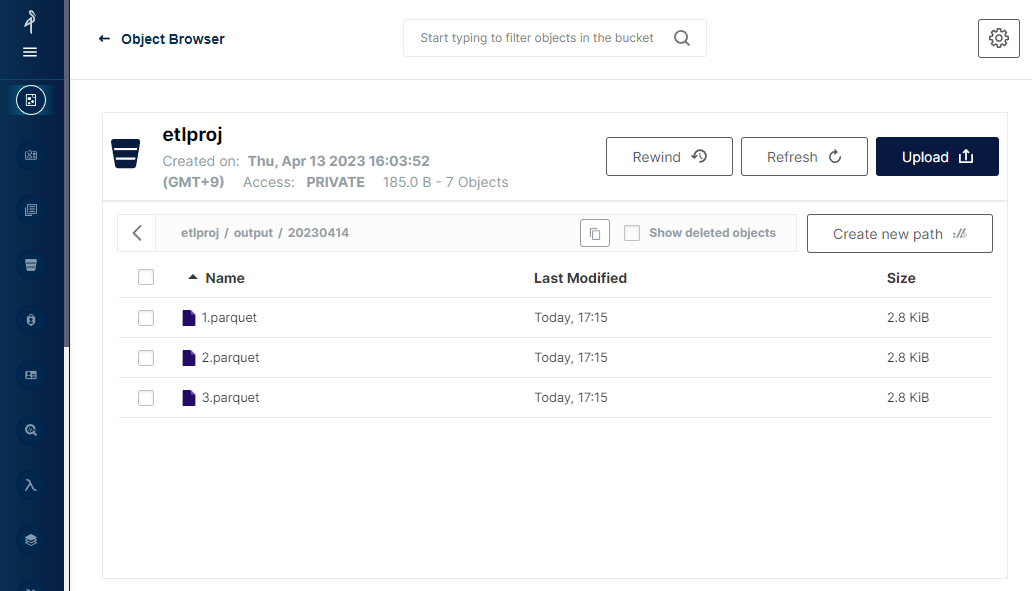 ← Object Browser
Start typing to filter objects in the bucket
etlproj
Created on: Thu, Apr 13 2023 16:03:52
(GMT+9) Access: PRIVATE 185.0 B - 7 Objects
Rewind
Refresh
Upload
etlproj / output / 20230414
Show deleted objects
Create new path
Name Last Modified Size
1.parquet Today, 17:15 2.8 KiB
2.parquet Today, 17:15 2.8 KiB
3.parquet Today, 17:15 2.8 KiB